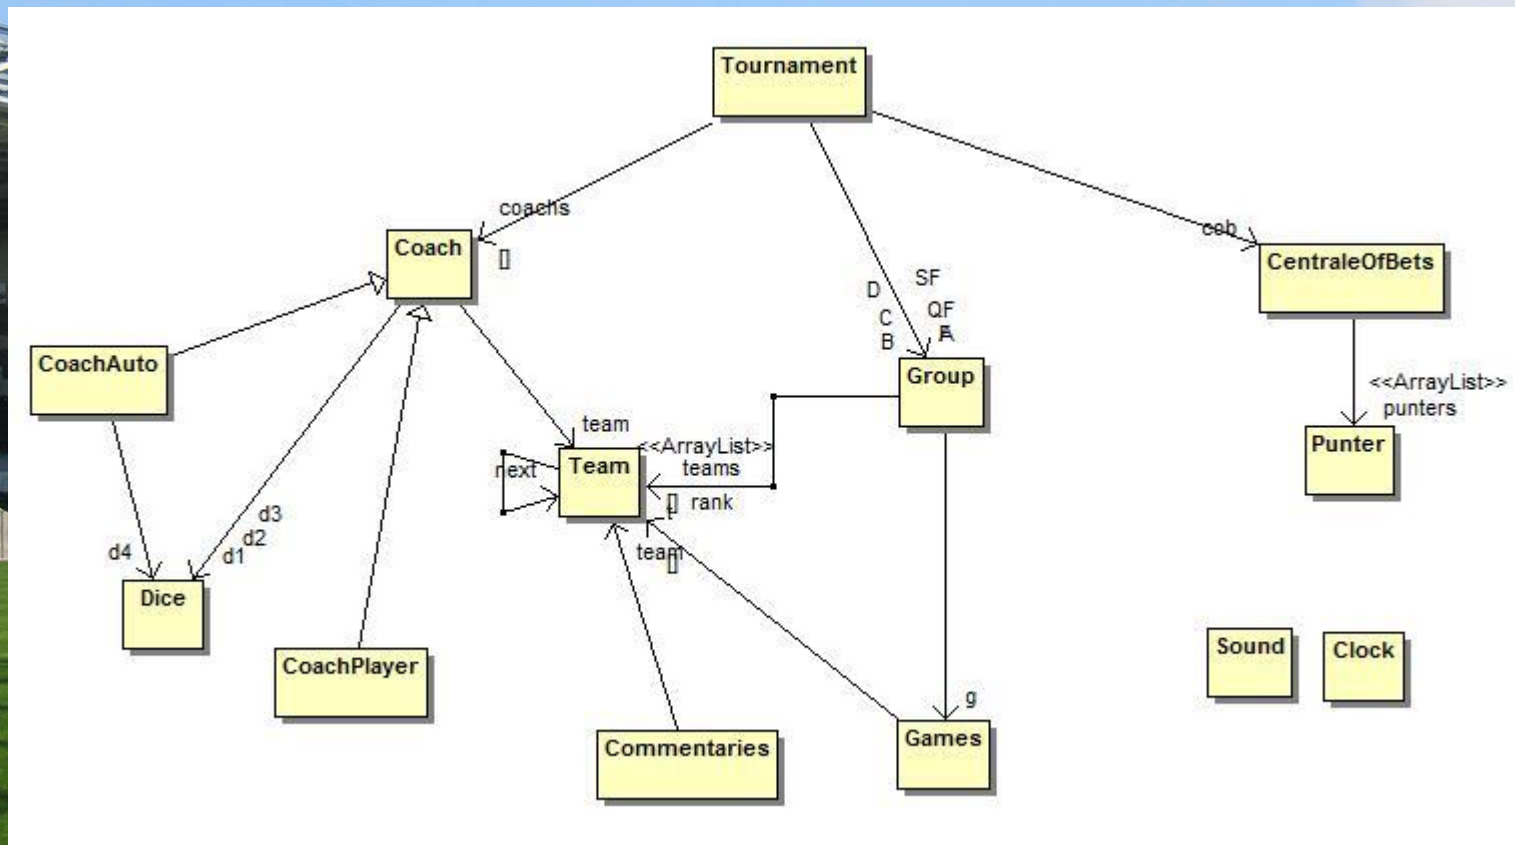 Tournament
coachs
[]
Coach
cob
CentraleOfBets
SF
D
QF
C
B
A
CoachAuto
Group
<<ArrayList>>
punters
Punter
team
<<ArrayList>>
Team
next
teams
[] rank
d3
d2
d1
d4
team
[]
Dice
CoachPlayer
Sound
Clock
g
Commentaries
Games